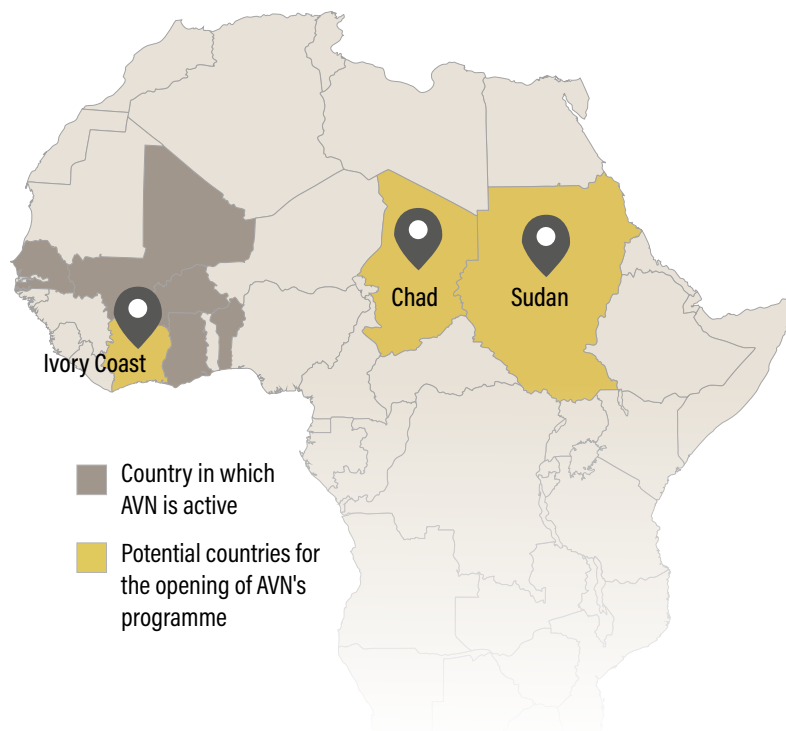 Chad
Sudan
Ivory Coast
Country in which
AVN is active
Potential countries for
the opening of AVN's
programme